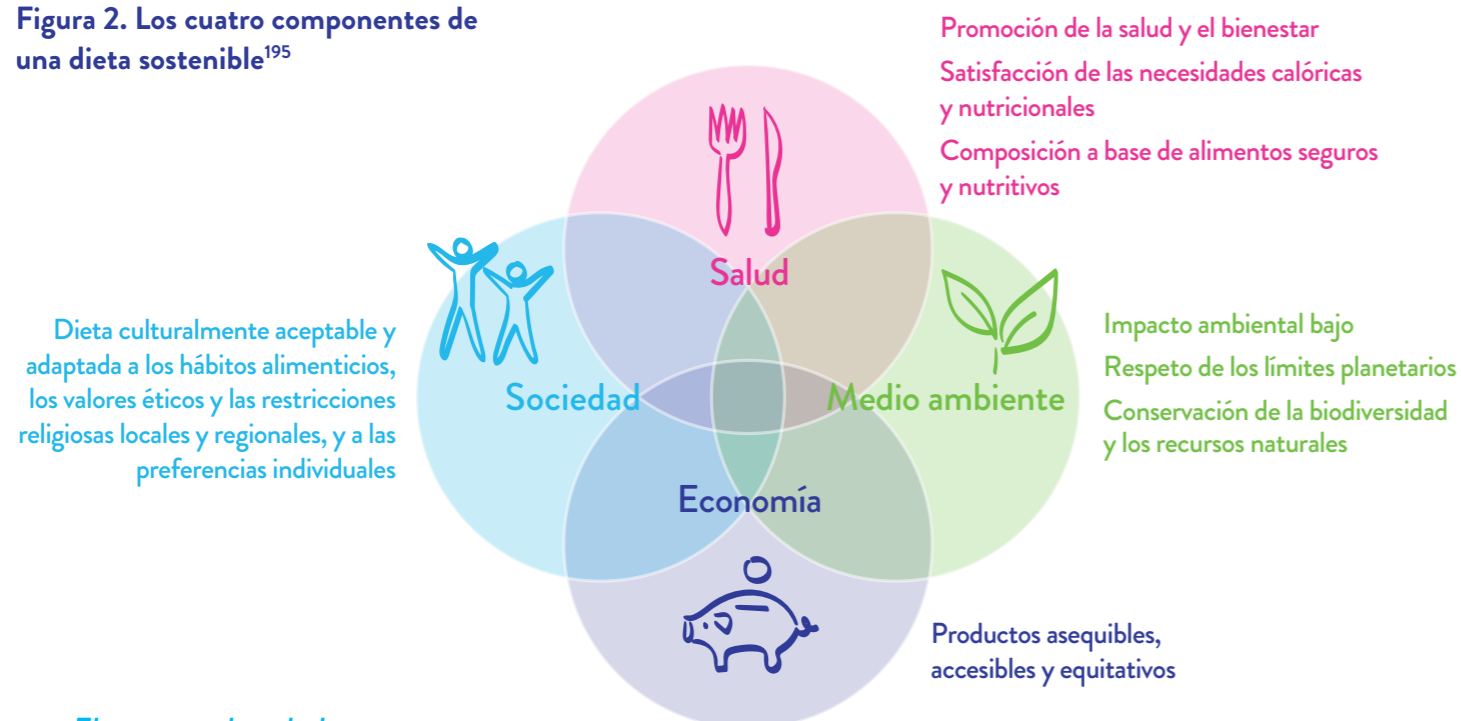 Figura 2. Los cuatro componentes de
una dieta sostenible195
Promoción de la salud y el bienestar
Satisfacción de las necesidades calóricas
y nutricionales
Composición a base de alimentos seguros
y nutritivos
Salud
Dieta culturalmente aceptable y
adaptada a los hábitos alimenticios,
los valores éticos y las restricciones
religiosas locales y regionales, y a las
preferencias individuales
Sociedad
Medio ambiente
Impacto ambiental bajo
Respeto de los límites planetarios
Conservación de la biodiversidad
y los recursos naturales
Economía
Productos asequibles,
accesibles y equitativos